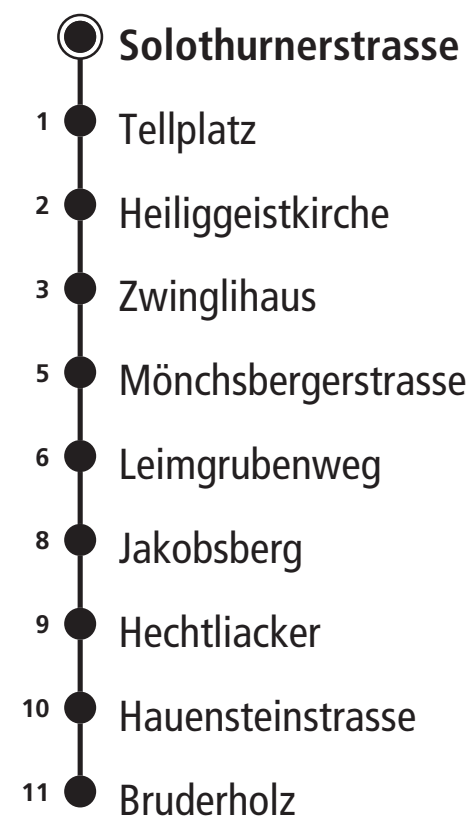 Solothurnerstrasse
1 Tellplatz
2 Heiliggeistkirche
3 Zwinglihaus
5 Mönchsbergerstrasse
6 Leimgrubenweg
8 Jakobsberg
9 Hechtliacker
10 Hauensteinstrasse
11 Bruderholz